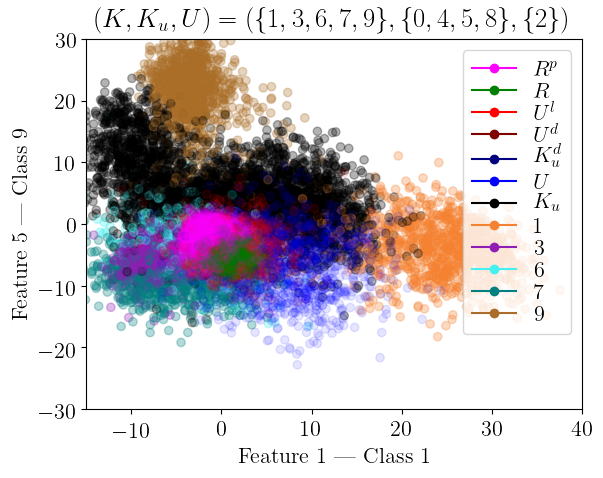 (K, K_u, U) = ({1, 3, 6, 7, 9}, {0, 4, 5, 8}, {2})
30
20
10
0
−10
−20
−30
Feature 5 — Class 9
R^p
R
U^l
U^d
K_u^d
U
K_u
1
3
6
7
9
−10
0
10
20
30
40
Feature 1 — Class 1